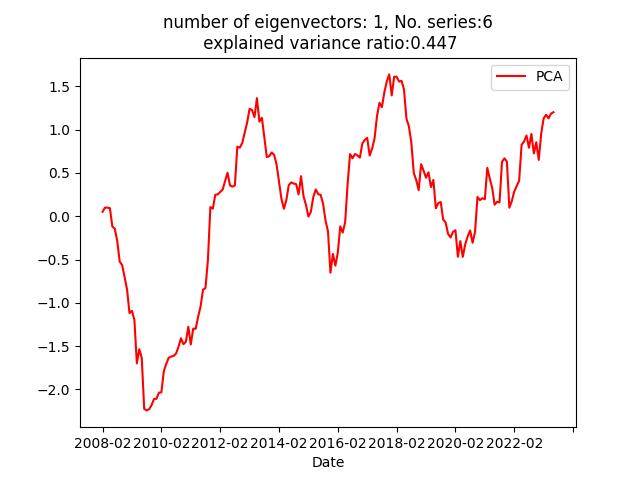 number of eigenvectors: 1, No. series:6
explained variance ratio:0.447
PCA
1.5
1.0
0.5
0.0
−0.5
−1.0
−1.5
−2.0
2008-02 2010-02 2012-02 2014-02 2016-02 2018-02 2020-02 2022-02
Date